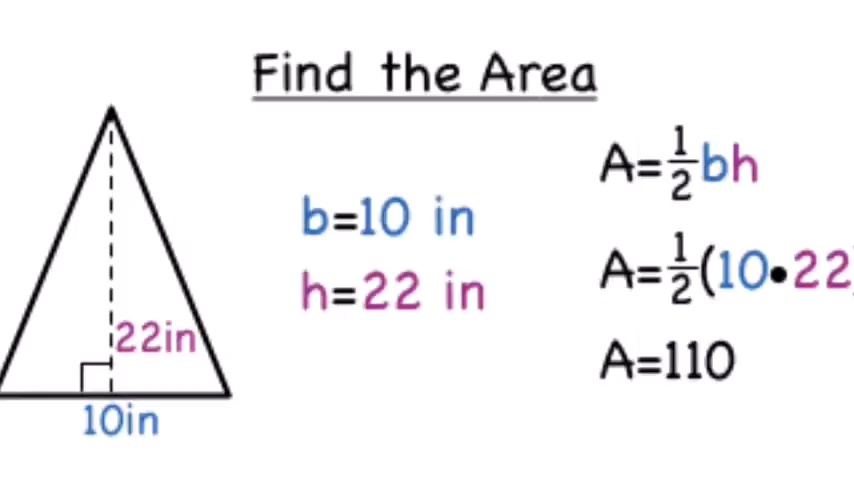 Find the Area
22in
10in
b=10 in
h=22 in
A=1/2bh
A=1/2(10•22)
A=110